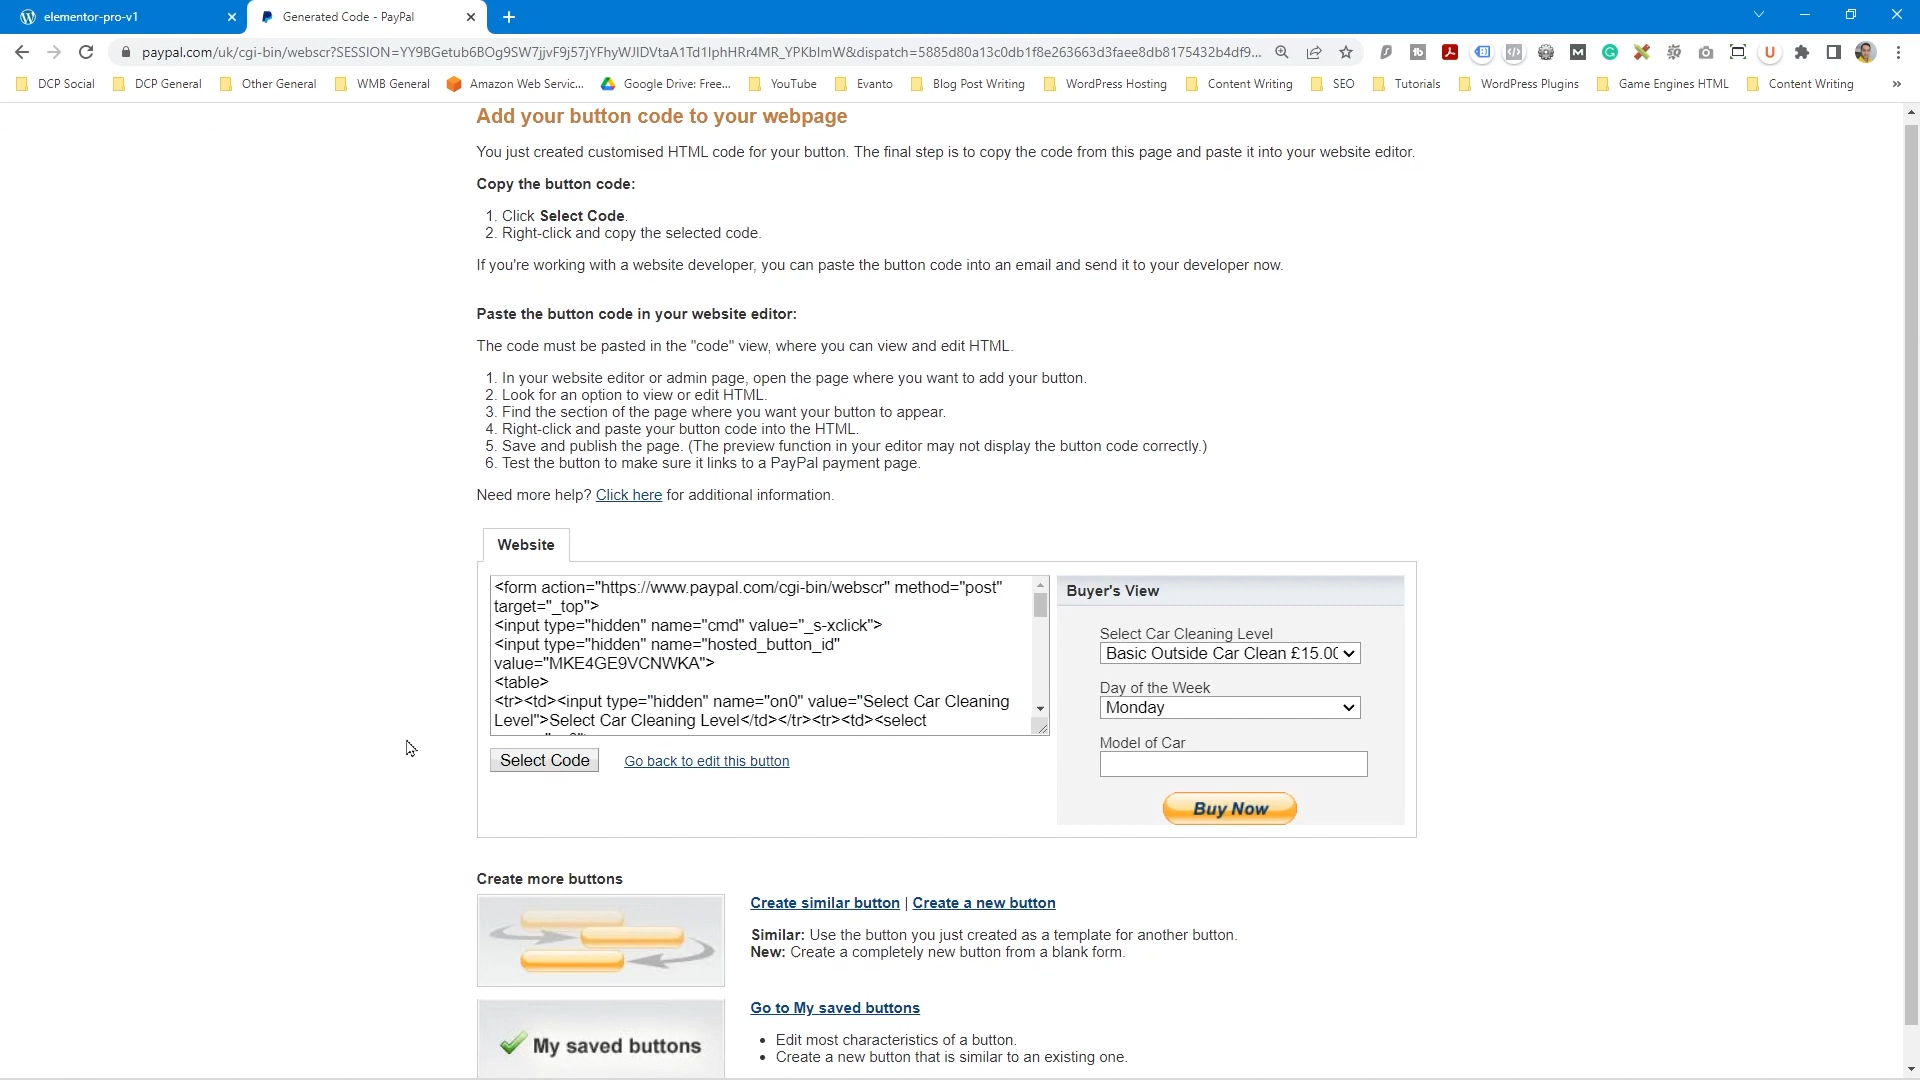 elementor-pro-v1
Generated Code - PayPal
paypal.com/uk/cgi-bin/webscr?SESSION=YY9BGetub6BOg9SW7jjvF9j57jYFhyWJIDVtaA1Td1IphHRr4MR_YPKbImW&dispatch=5885d80a13c0db1f8e263663d3faee8db8175432b4df9...
DCP Social
DCP General
Other General
WMB General
Amazon Web Servic...
Google Drive: Free...
YouTube
Evanto
Blog Post Writing
WordPress Hosting
Content Writing
SEO
Tutorials
WordPress Plugins
Game Engines HTML
Content Writing
Add your button code to your webpage
You just created customised HTML code for your button. The final step is to copy the code from this page and paste it into your website editor.
Copy the button code:
1. Click Select Code.
2. Right-click and copy the selected code.
If you're working with a website developer, you can paste the button code into an email and send it to your developer now.
Paste the button code in your website editor:
The code must be pasted in the "code" view, where you can view and edit HTML.
1. In your website editor or admin page, open the page where you want to add your button.
2. Look for an option to view or edit HTML.
3. Find the section of the page where you want your button to appear.
4. Right-click and paste your button code into the HTML.
5. Save and publish the page. (The preview function in your editor may not display the button code correctly.)
6. Test the button to make sure it links to a PayPal payment page.
Need more help? Click here for additional information.
Website
<form action="https://www.paypal.com/cgi-bin/webscr" method="post"
target="_top">
<input type="hidden" name="cmd" value="_s-xclick">
<input type="hidden" name="hosted_button_id"
value="MKE4GE9VCNWKA">
<table>
<tr><td><input type="hidden" name="on0" value="Select Car Cleaning
Level">Select Car Cleaning Level</td></tr><tr><td><select
Select Code
Go back to edit this button
Buyer's View
Select Car Cleaning Level
Basic Outside Car Clean £15.00
Day of the Week
Monday
Model of Car
Buy Now
Create more buttons
Create similar button | Create a new button
Similar: Use the button you just created as a template for another button.
New: Create a completely new button from a blank form.
My saved buttons
Go to My saved buttons
• Edit most characteristics of a button.
• Create a new button that is similar to an existing one.